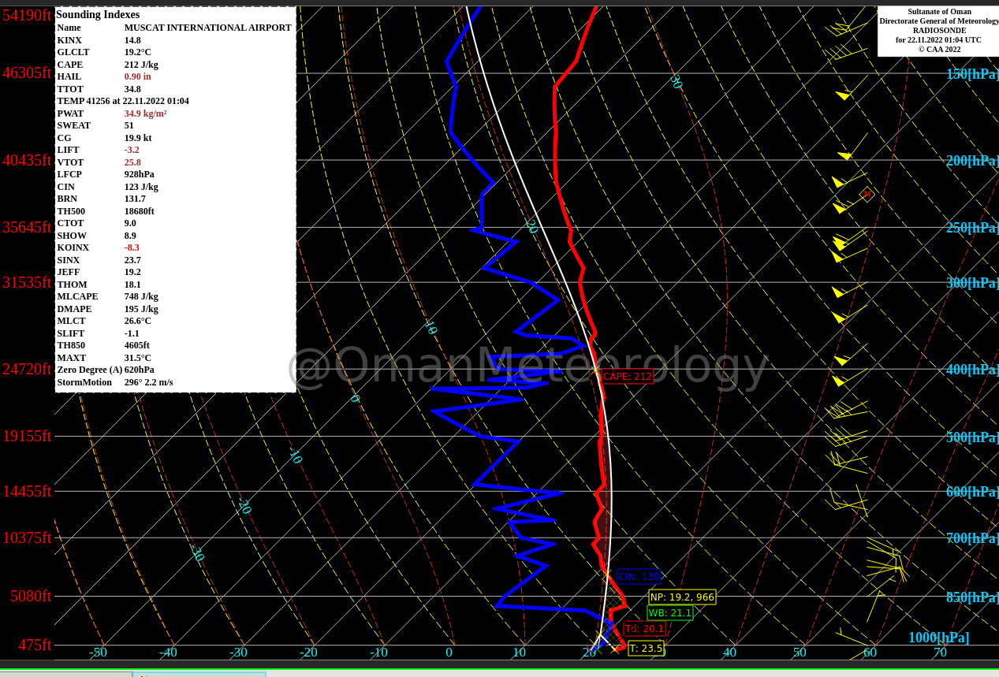 Sounding Indexes
Name MUSCAT INTERNATIONAL AIRPORT
KINX 14.8
GLCLT 19.2°C
CAPE 212 J/kg
HAIL 0.90 in
TTOT 34.8
TEMP 41256 at 22.11.2022 01:04
PWAT 34.9 kg/m²
SWEAT 51
CG 19.9 kt
LIFT -3.2
VTOT 25.8
LFCP 928hPa
CIN 123 J/kg
BRN 131.7
TH500 18680ft
CTOT 9.0
SHOW 8.9
KOINX -8.3
SINX 23.7
JEFF 19.2
THOM 18.1
MLCAPE 748 J/kg
DMAPE 195 J/kg
MLCT 26.6°C
SLIFT -1.1
TH850 4605ft
MAXT 31.5°C
Zero Degree (A) 620hPa
StormMotion 296° 2.2 m/s
Sultanate of Oman
Directorate General of Meteorology
RADIOSONDE
for 22.11.2022 01:04 UTC
© CAA 2022
54190ft
46305ft 150[hPa]
40435ft 200[hPa]
35645ft 250[hPa]
31535ft 300[hPa]
24720ft 400[hPa]
19155ft 500[hPa]
14455ft 600[hPa]
10375ft 700[hPa]
5080ft 850[hPa]
475ft 1000[hPa]
30
M
20
10
@OmanMeteorology
CAPE: 212
0
-10
-20
-30
CIN: 130
NP: 19.2, 966
WB: 21.1
Td: 20.1
T: 23.5
-50 -40 -30 -20 -10 0 10 20 40 50 60 70